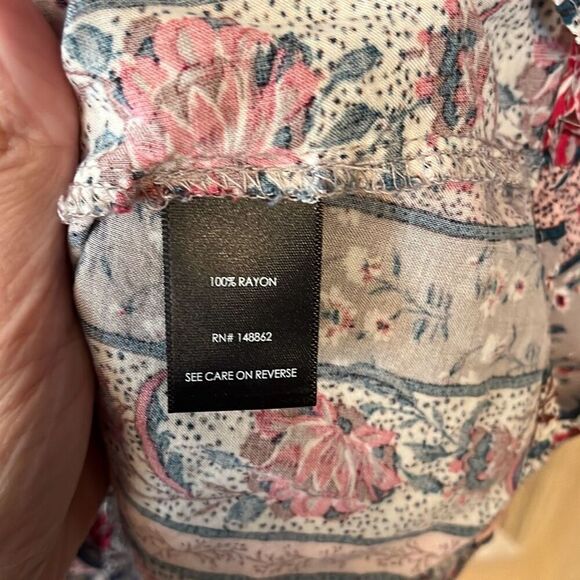 100% RAYON
RN# 148862
SEE CARE ON REVERSE